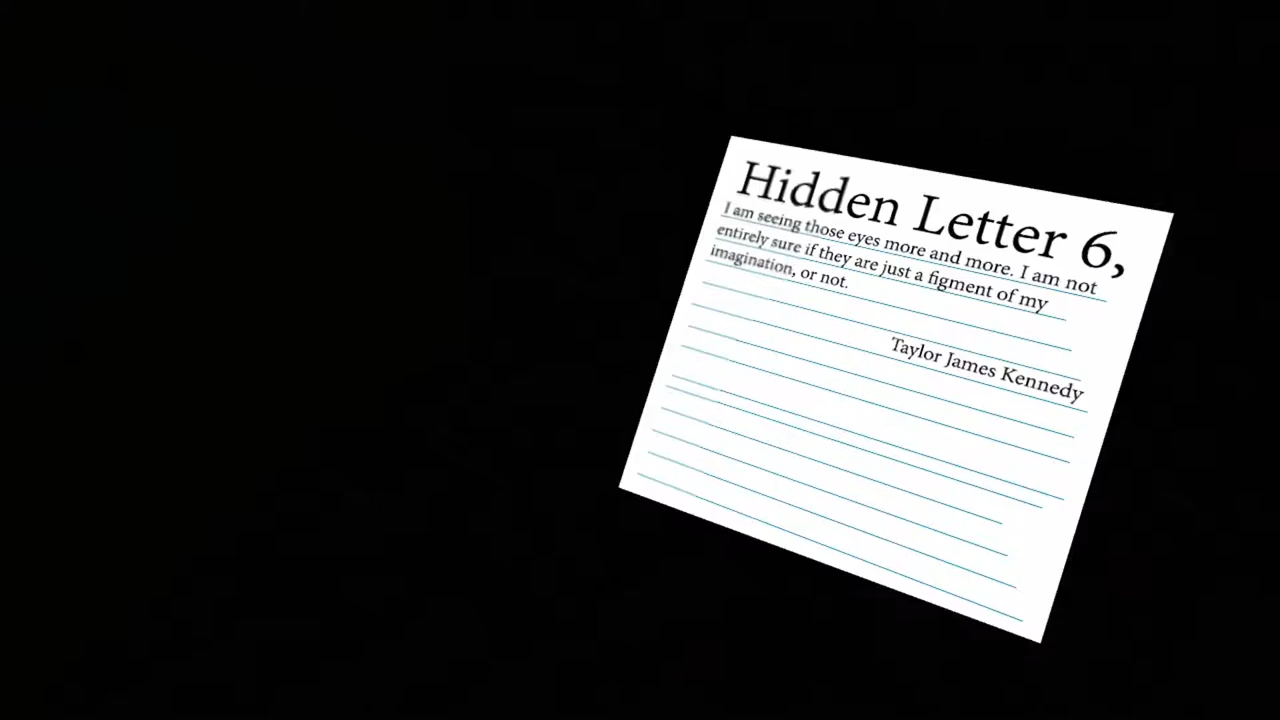 Hidden Letter 6,
I am seeing those eyes more and more. I am not
entirely sure if they are just a figment of my
imagination, or not.
Taylor James Kennedy